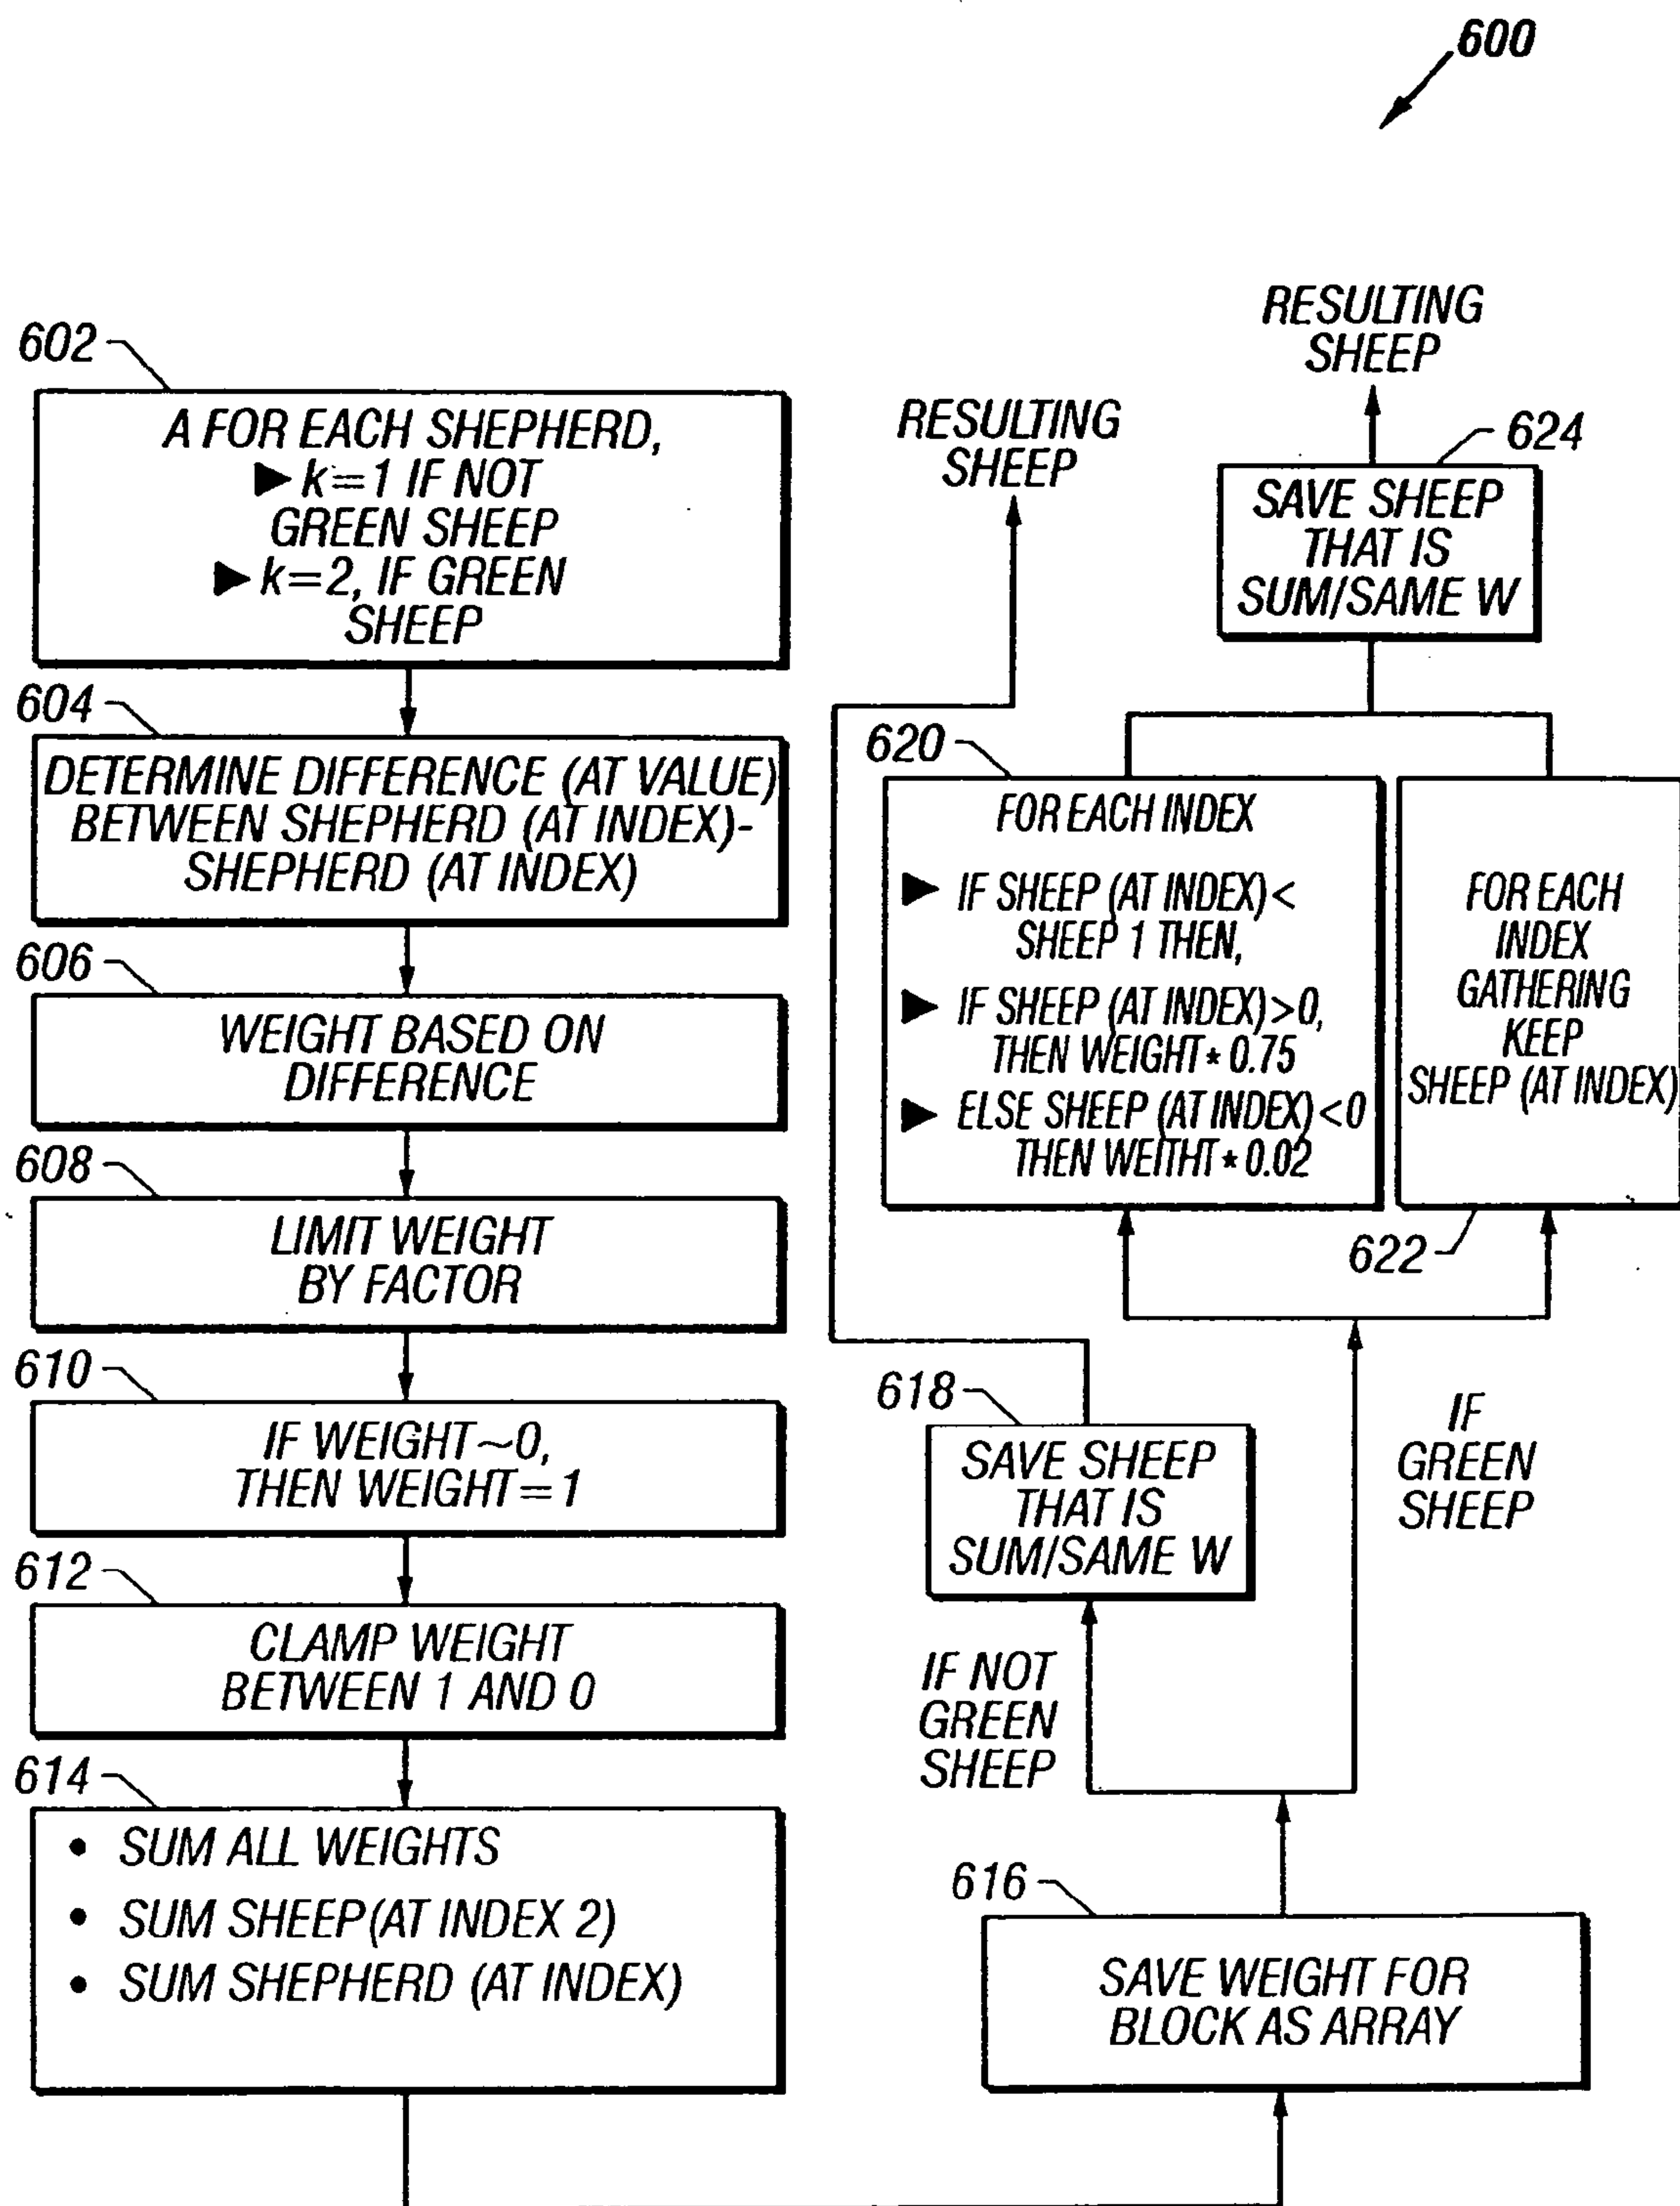 600
602
A FOR EACH SHEPHERD,
► k=1 IF NOT
GREEN SHEEP
► k=2, IF GREEN
SHEEP
604
DETERMINE DIFFERENCE (AT VALUE)
BETWEEN SHEPHERD (AT INDEX)-
SHEPHERD (AT INDEX)
606
WEIGHT BASED ON
DIFFERENCE
608
LIMIT WEIGHT
BY FACTOR
610
IF WEIGHT~0,
THEN WEIGHT=1
612
CLAMP WEIGHT
BETWEEN 1 AND 0
614
• SUM ALL WEIGHTS
• SUM SHEEP(AT INDEX 2)
• SUM SHEPHERD (AT INDEX)
616
SAVE WEIGHT FOR
BLOCK AS ARRAY
IF NOT
GREEN
SHEEP
618
SAVE SHEEP
THAT IS
SUM/SAME W
RESULTING
SHEEP
IF
GREEN
SHEEP
620
FOR EACH INDEX
► IF SHEEP (AT INDEX)<
SHEEP 1 THEN,
► IF SHEEP (AT INDEX)>0,
THEN WEIGHT*0.75
► ELSE SHEEP (AT INDEX)<0
THEN WEITHT*0.02
622
FOR EACH
INDEX
GATHERING
KEEP
SHEEP (AT INDEX)
624
SAVE SHEEP
THAT IS
SUM/SAME W
RESULTING
SHEEP